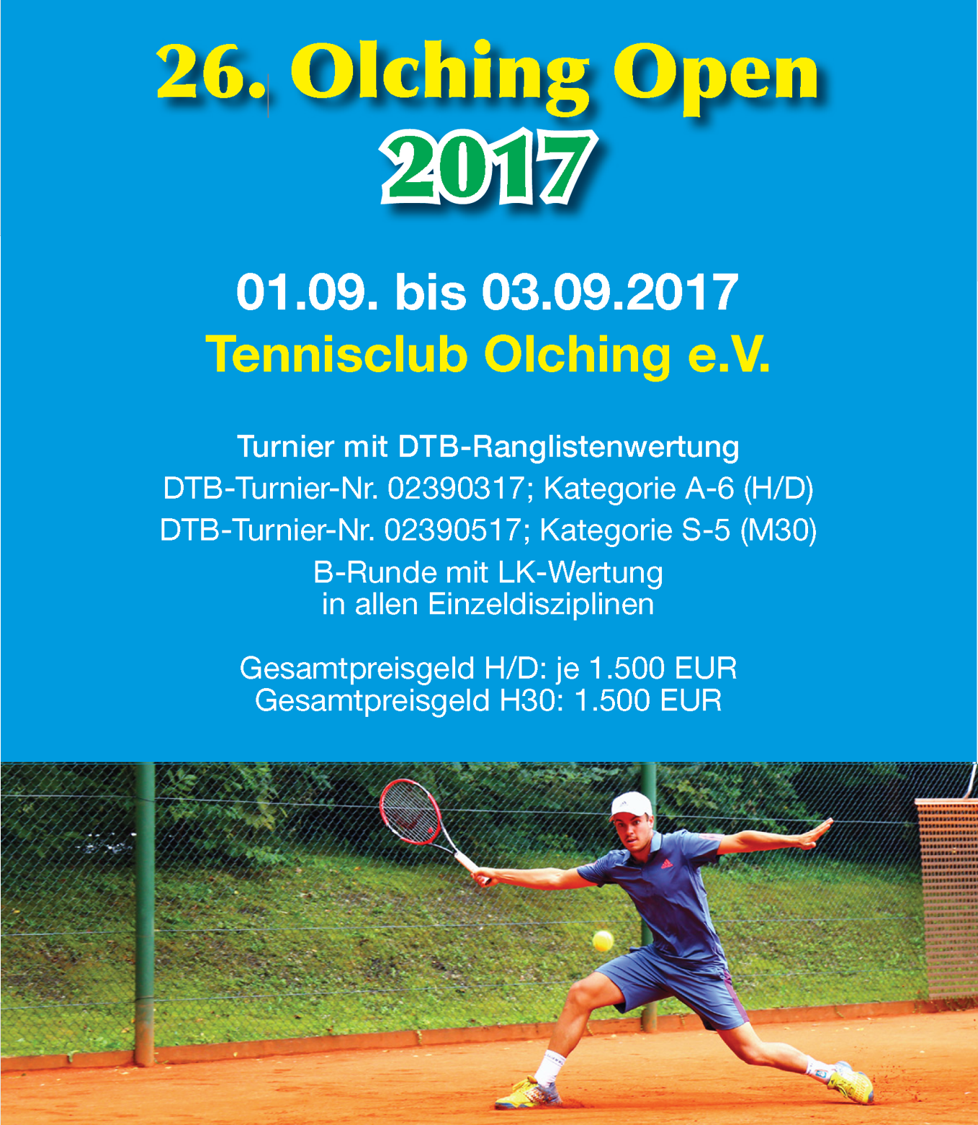 26. Olching Open
2017
01.09. bis 03.09.2017
Tennisclub Olching e.V.
Turnier mit DTB-Ranglistenwertung
DTB-Turnier-Nr. 02390317; Kategorie A-6 (H/D)
DTB-Turnier-Nr. 02390517; Kategorie S-5 (M30)
B-Runde mit LK-Wertung
in allen Einzeldisziplinen
Gesamtpreisgeld H/D: je 1.500 EUR
Gesamtpreisgeld H30: 1.500 EUR